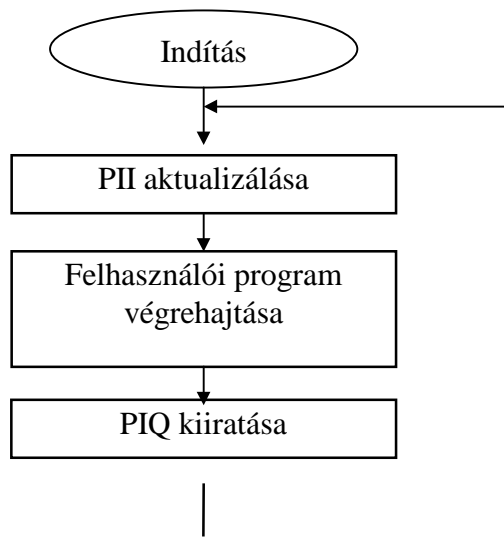 Indítás
PII aktualizálása
Felhasználói program
végrehajtása
PIQ kiiratása